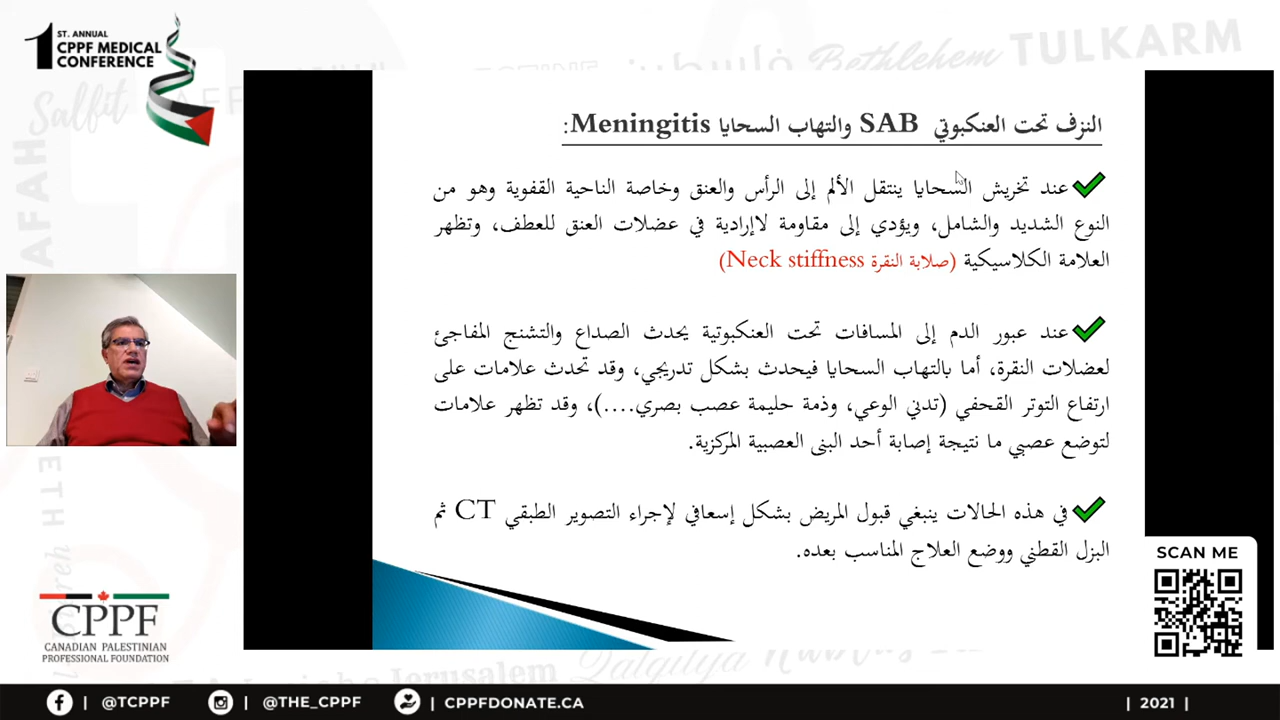 1 ST. ANNUAL
CPPF MEDICAL
CONFERENCE
Salfit
فلسطين
Bethlehem
TULKARM
RAFAH
النزف تحت العنكبوتي SAB والتهاب السحايا Meningitis:
عند تخريش السحايا ينتقل الألم إلى الرأس والعنق وخاصة الناحية القفوية وهو من
النوع الشديد والشامل، ويؤدي إلى مقاومة لاإرادية في عضلات العنق للعطف، وتظهر
العلامة الكلاسيكية (صلابة النقرة Neck stiffness)
عند عبور الدم إلى المسافات تحت العنكبوتية يحدث الصداع والتشنج المفاجئ
لعضلات النقرة، أما بالتهاب السحايا فيحدث بشكل تدريجي، وقد تحدث علامات على
ارتفاع التوتر القحفي (تدني الوعي، وذمة حليمة عصب بصري....)، وقد تظهر علامات
لتوضع عصبي ما نتيجة إصابة أحد البنى العصبية المركزية.
في هذه الحالات ينبغي قبول المريض بشكل إسعافي لإجراء التصوير الطبقي CT ثم
البزل القطني ووضع العلاج المناسب بعده.
SCAN ME
CPPF
CANADIAN PALESTINIAN
PROFESSIONAL FOUNDATION
Jerusalem
Qalqilya
| @TCPPF
| @THE_CPPF
| CPPFDONATE.CA
| 2021 |